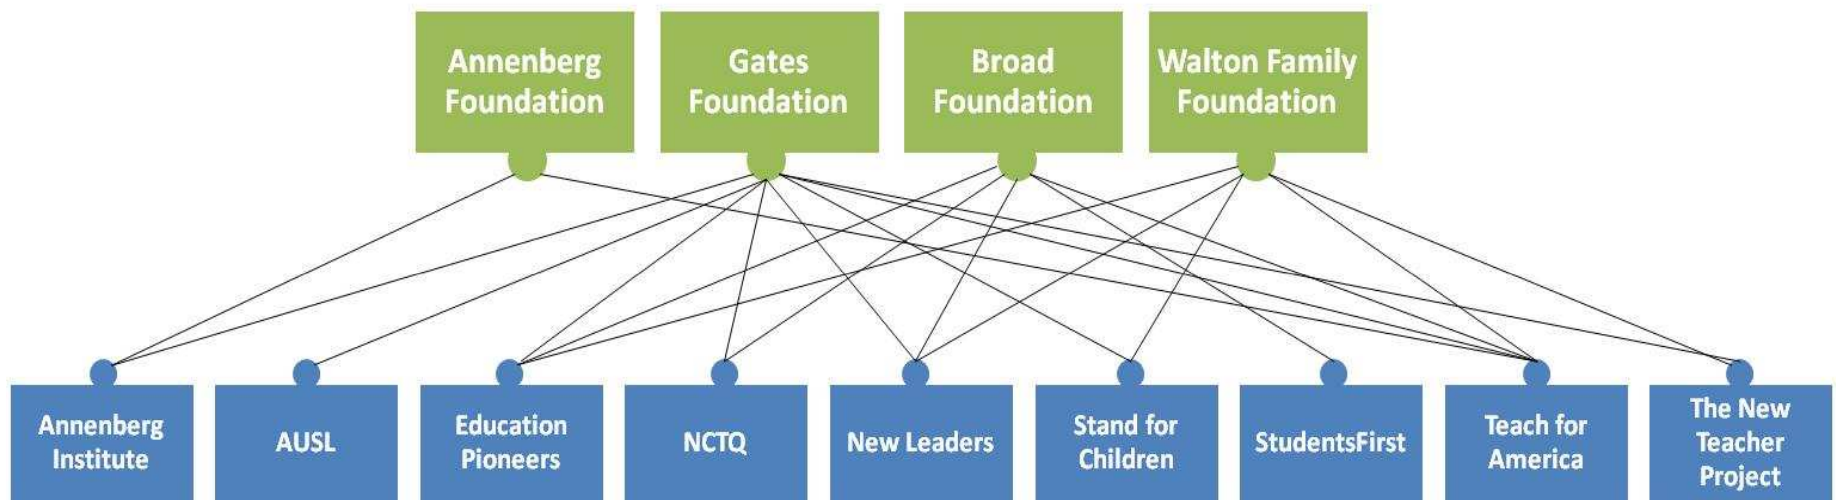 Annenberg
Foundation
Gates
Foundation
Broad
Foundation
Walton Family
Foundation
Annenberg
Institute
AUSL
Education
Pioneers
NCTQ
New Leaders
Stand for
Children
StudentsFirst
Teach for
America
The New
Teacher
Project